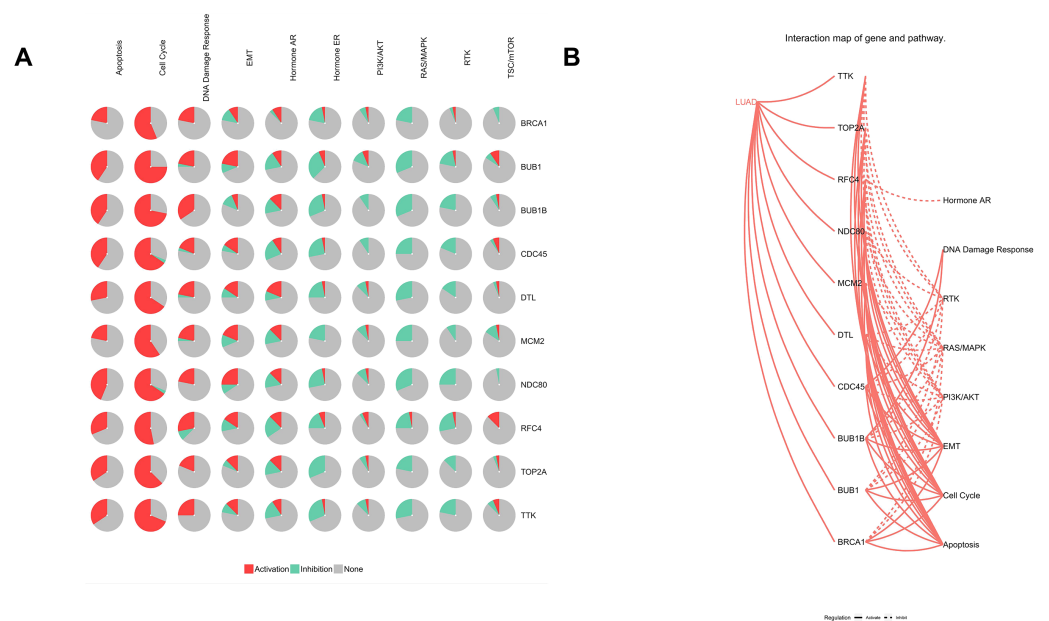 A
Apoptosis
Cell Cycle
DNA Damage Response
EMT
Hormone AR
Hormone ER
PI3K/AKT
RAS/MAPK
RTK
TSC/mTOR
BRCA1
BUB1
BUB1B
CDC45
DTL
MCM2
NDC80
RFC4
TOP2A
TTK
Activation Inhibition None
B
Interaction map of gene and pathway.
LUAD
TTK
TOP2A
RFC4
NDC80
MCM2
DTL
CDC45
BUB1B
BUB1
BRCA1
Hormone AR
DNA Damage Response
RTK
RAS/MAPK
PI3K/AKT
EMT
Cell Cycle
Apoptosis
Regulation Activate Inhibit